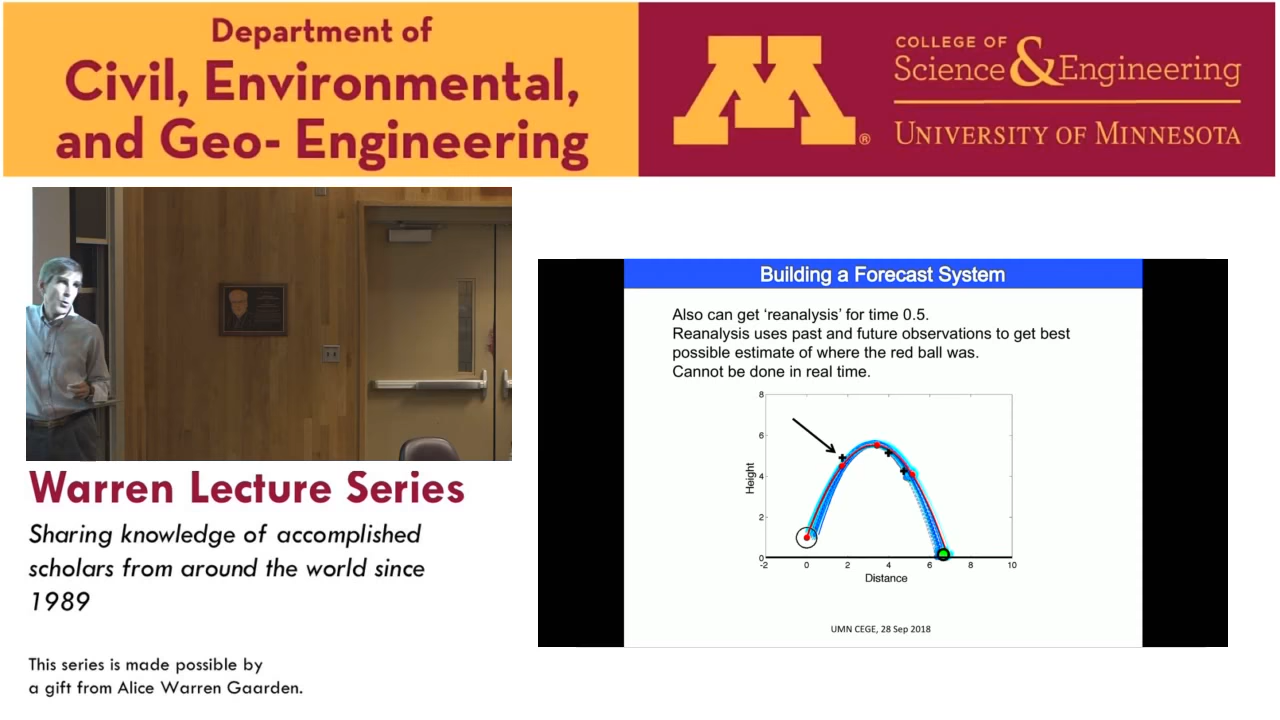 Department of
Civil, Environmental,
and Geo- Engineering
M
®
COLLEGE OF
Science & Engineering
UNIVERSITY OF MINNESOTA
Warren Lecture Series
Sharing knowledge of accomplished
scholars from around the world since
1989
This series is made possible by
a gift from Alice Warren Gaarden.
Building a Forecast System
Also can get ‘reanalysis’ for time 0.5.
Reanalysis uses past and future observations to get best
possible estimate of where the red ball was.
Cannot be done in real time.
8
6
4
2
0
Height
-2 0 2 4 6 8 10
Distance
UMN CEGE, 28 Sep 2018